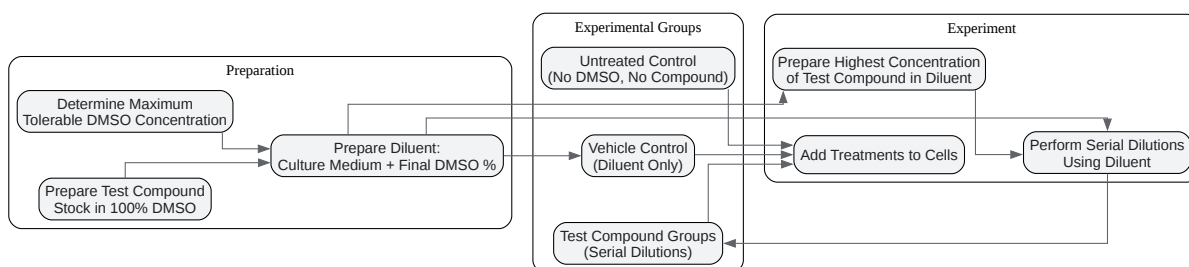 Preparation
Determine Maximum
Tolerable DMSO Concentration
Prepare Test Compound
Stock in 100% DMSO
Prepare Diluent:
Culture Medium + Final DMSO %
Experimental Groups
Untreated Control
(No DMSO, No Compound)
Vehicle Control
(Diluent Only)
Test Compound Groups
(Serial Dilutions)
Experiment
Prepare Highest Concentration
of Test Compound in Diluent
Add Treatments to Cells
Perform Serial Dilutions
Using Diluent